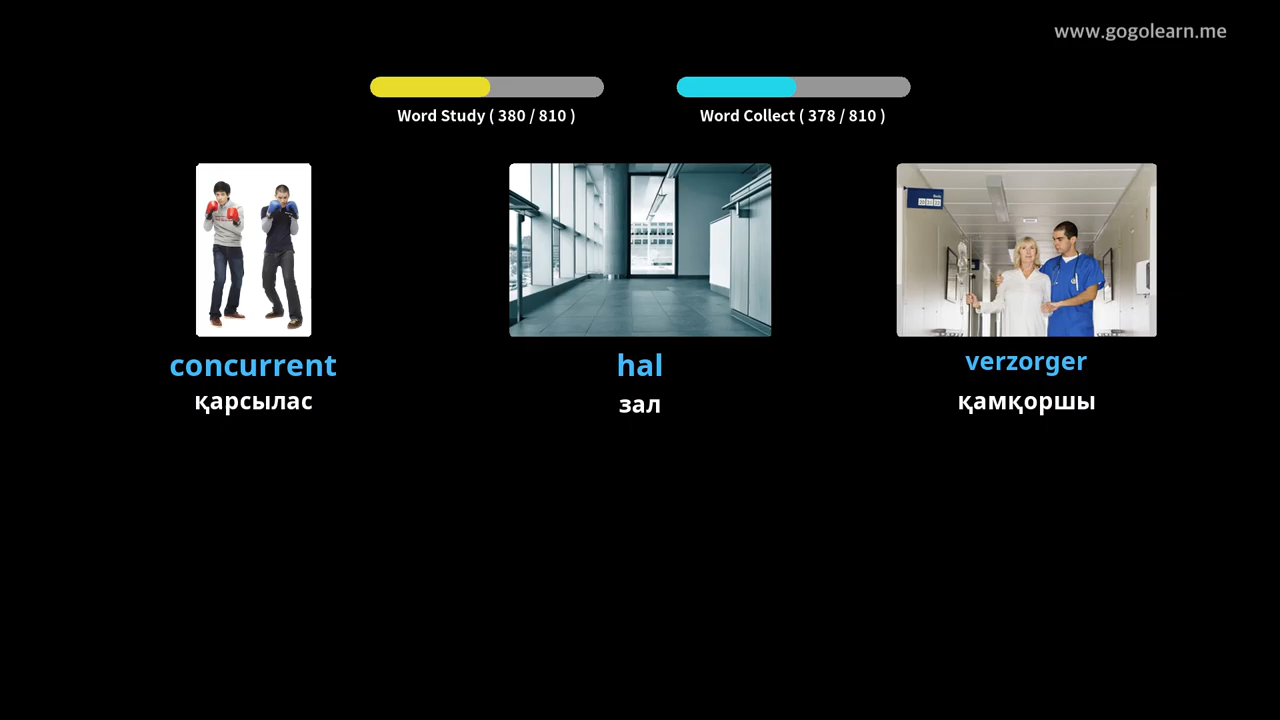 www.gogolearn.me
Word Study ( 380 / 810 )
Word Collect ( 378 / 810 )
concurrent
қарсылас
hal
зал
verzorger
қамқоршы